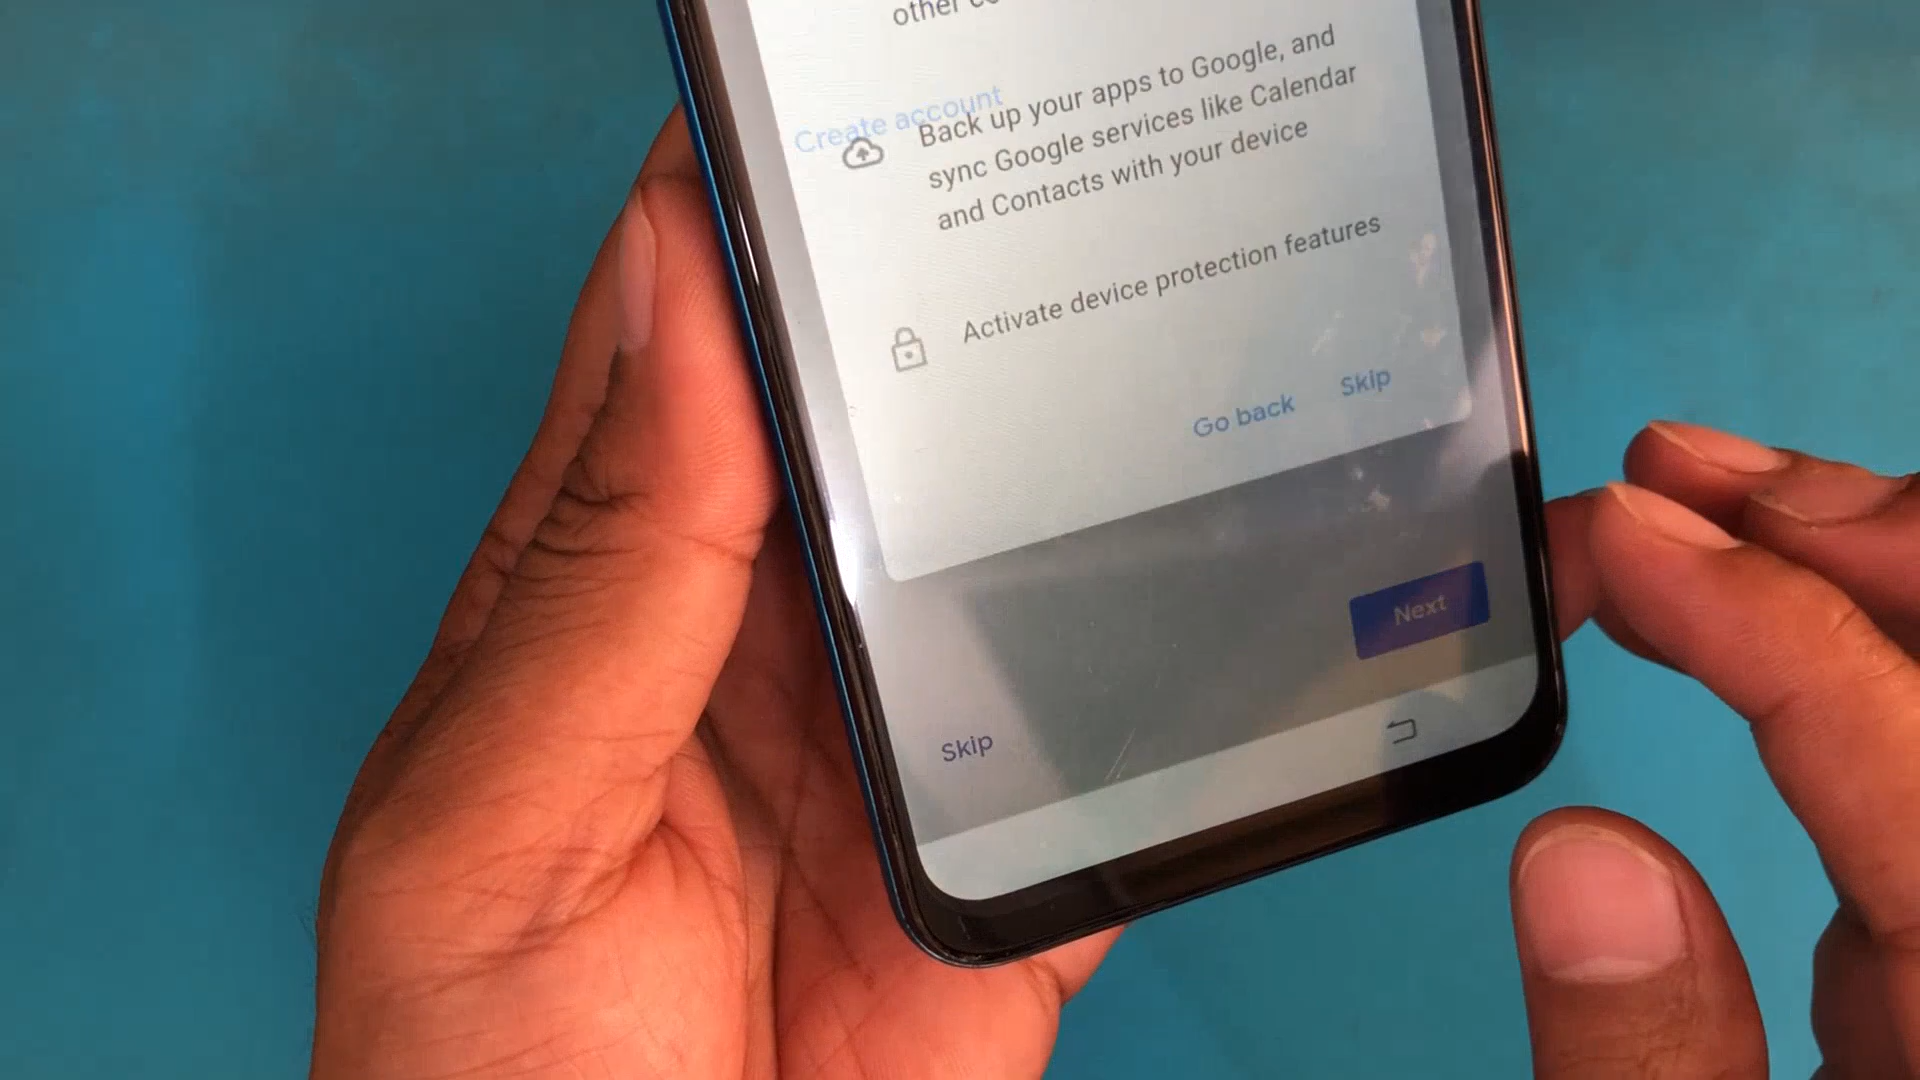 other
Create account
Back up your apps to Google, and
sync Google services like Calendar
and Contacts with your device
Activate device protection features
Go back Skip
Next
Skip